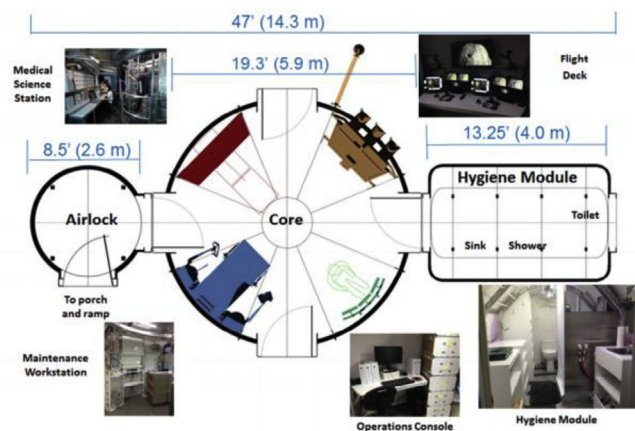 47' (14.3 m)
Medical
Science
Station
19.3' (5.9 m)
Flight
Deck
8.5' (2.6 m)
13.25' (4.0 m)
Hygiene Module
Airlock
Core
Toilet
Sink
Shower
To porch
and ramp
Maintenance
Workstation
Operations Console
Hygiene Module